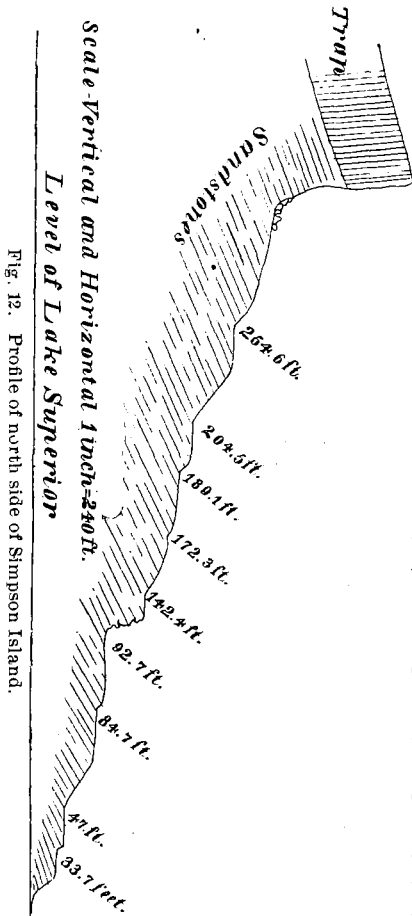 Trap
Sandstones
264.6 ft.
204.5 ft.
189.1 ft.
172.3 ft.
142.4 ft.
92.7 ft.
84.7 ft.
47 ft.
33.7 feet.
Scale-Vertical and Horizontal 1 inch=240 ft.
Level of Lake Superior
Fig. 12. Profile of north side of Simpson Island.